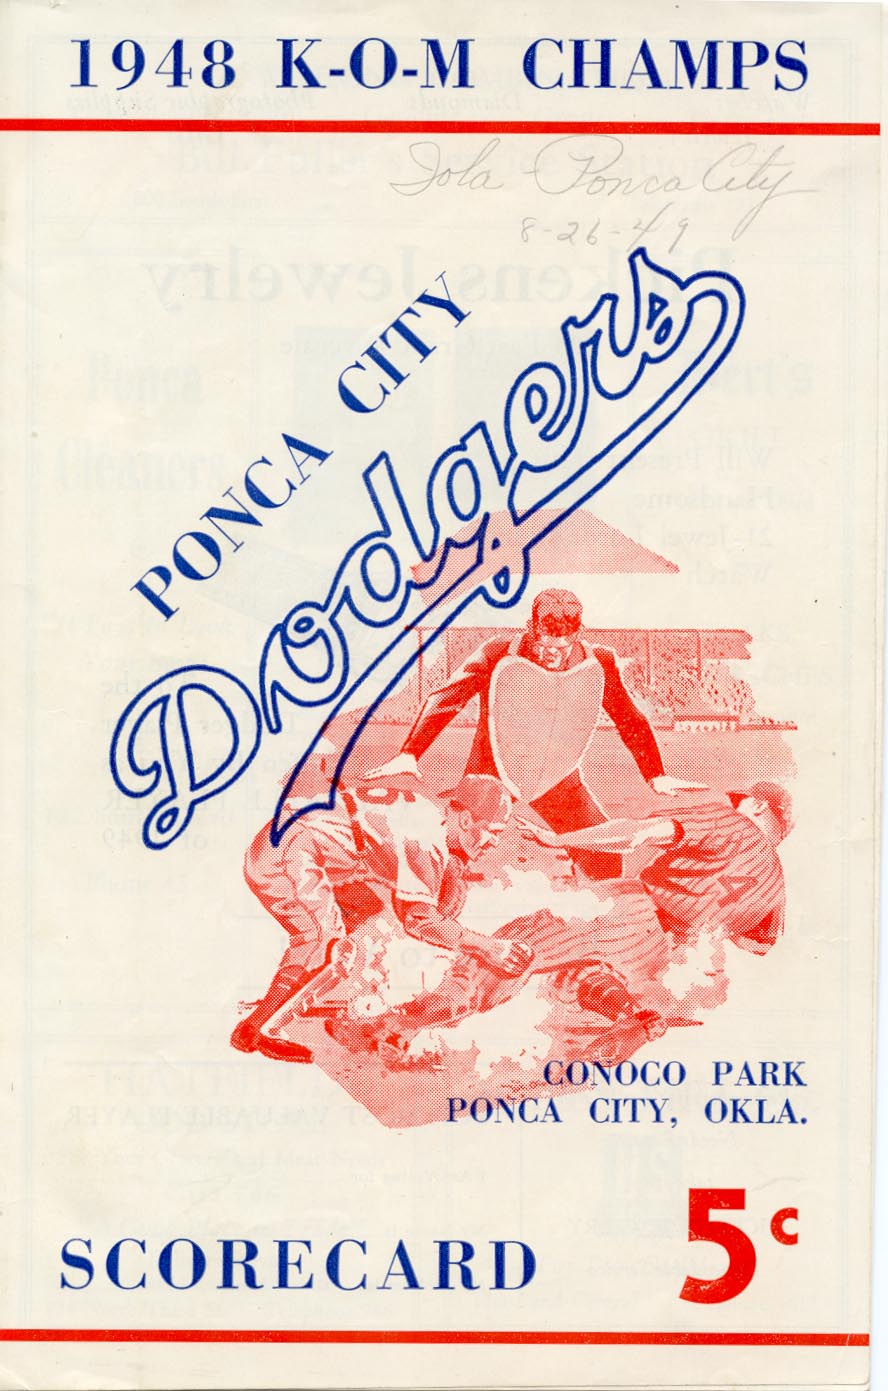 1948 K-O-M CHAMPS
Iola - Ponca City
8-26-49
PONCA CITY
Dodgers
CONOCO PARK
PONCA CITY, OKLA.
5c
SCORECARD